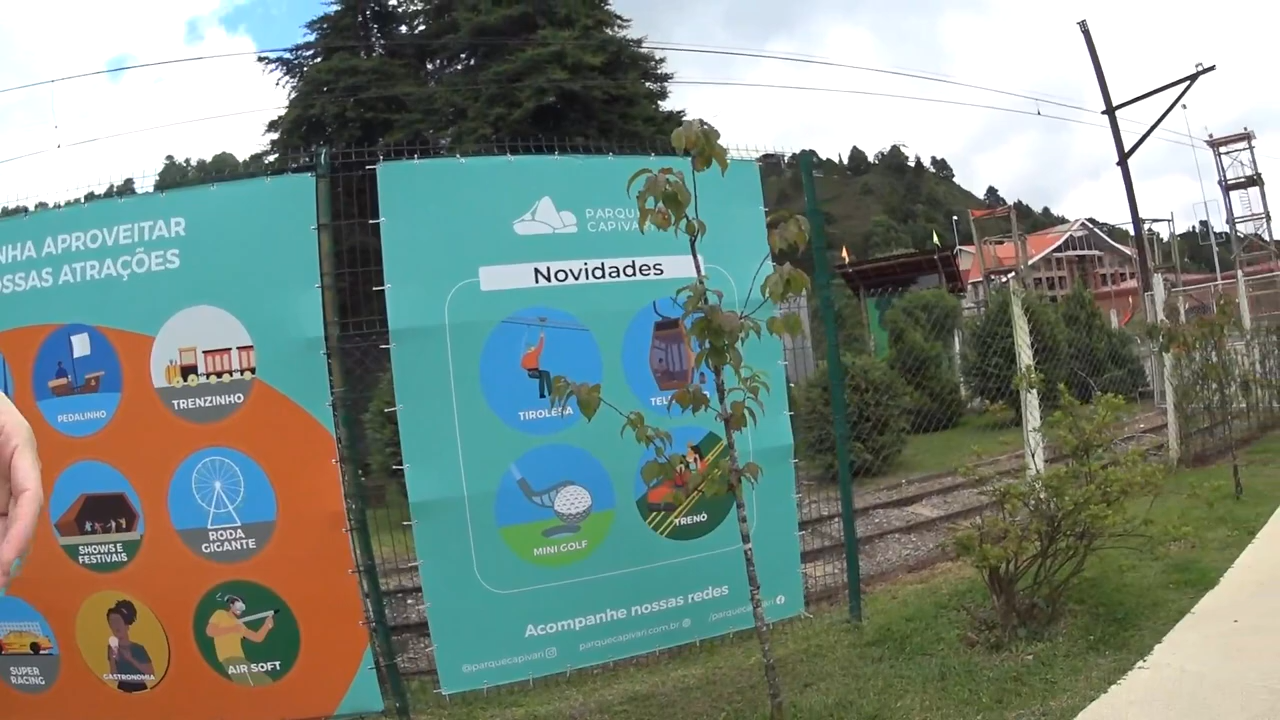 NHA APROVEITAR
OSSAS ATRAÇÕES
PEDALINHO
TRENZINHO
SHOWS E
FESTIVAIS
RODA
GIGANTE
SUPER
RACING
GASTRONOMIA
AIR SOFT
PARQUE
CAPIVARI
Novidades
TIROLESA
MINI GOLF
TRENÓ
Acompanhe nossas redes
@parquecapivari
parquecapivari.com.br
/parquecapivari